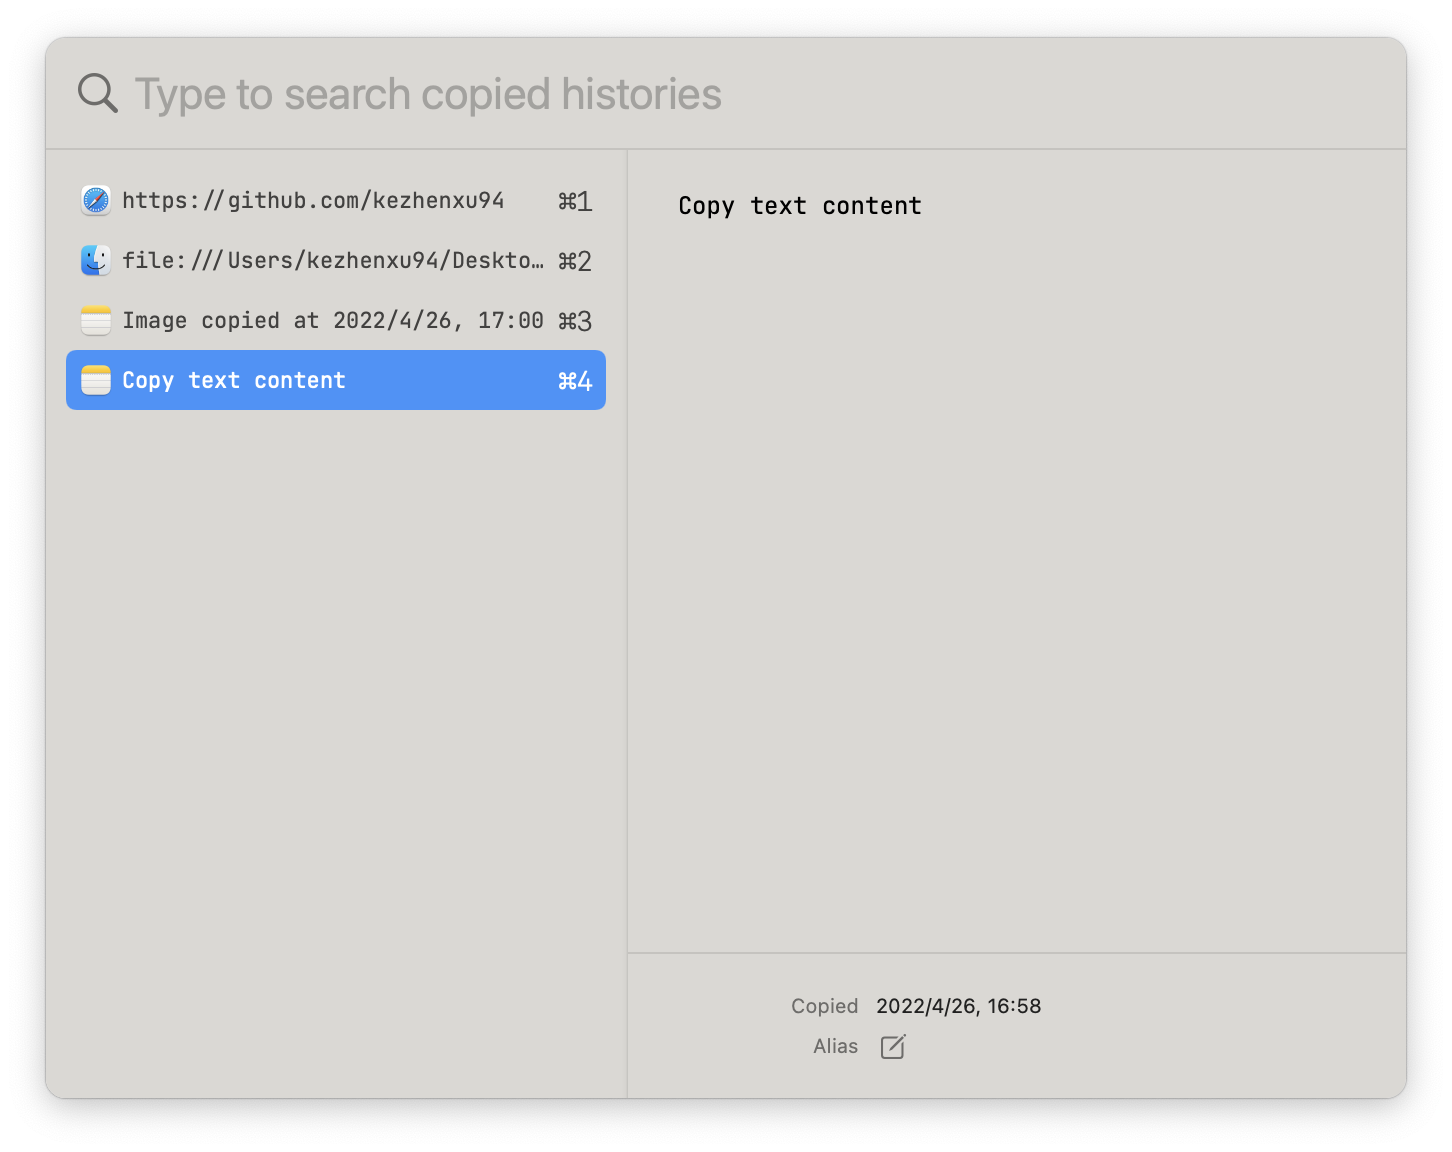 Type to search copied histories
https://github.com/kezhenxu94 ⌘1
file:///Users/kezhenxu94/Deskto… ⌘2
Image copied at 2022/4/26, 17:00 ⌘3
Copy text content ⌘4
Copy text content
Copied 2022/4/26, 16:58
Alias